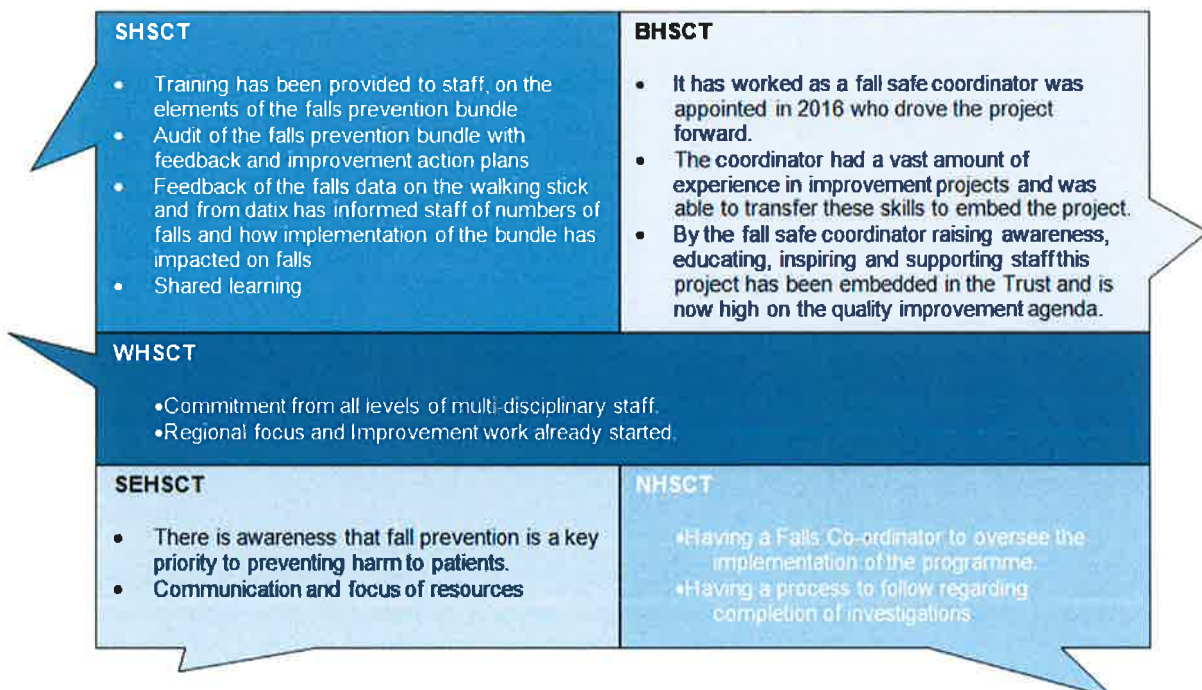 SHSCT
• Training has been provided to staff, on the
elements of the falls prevention bundle
• Audit of the falls prevention bundle with
feedback and improvement action plans
• Feedback of the falls data on the walking stick
and from datix has informed staff of numbers of
falls and how implementation of the bundle has
impacted on falls
• Shared learning
BHSCT
• It has worked as a fall safe coordinator was
appointed in 2016 who drove the project
forward.
• The coordinator had a vast amount of
experience in improvement projects and was
able to transfer these skills to embed the project.
• By the fall safe coordinator raising awareness,
educating, inspiring and supporting staff this
project has been embedded in the Trust and is
now high on the quality improvement agenda.
WHSCT
•Commitment from all levels of multi-disciplinary staff.
•Regional focus and Improvement work already started.
SEHSCT
• There is awareness that fall prevention is a key
priority to preventing harm to patients.
• Communication and focus of resources
NHSCT
•Having a Falls Co-ordinator to oversee the
implementation of the programme.
•Having a process to follow regarding
completion of investigations